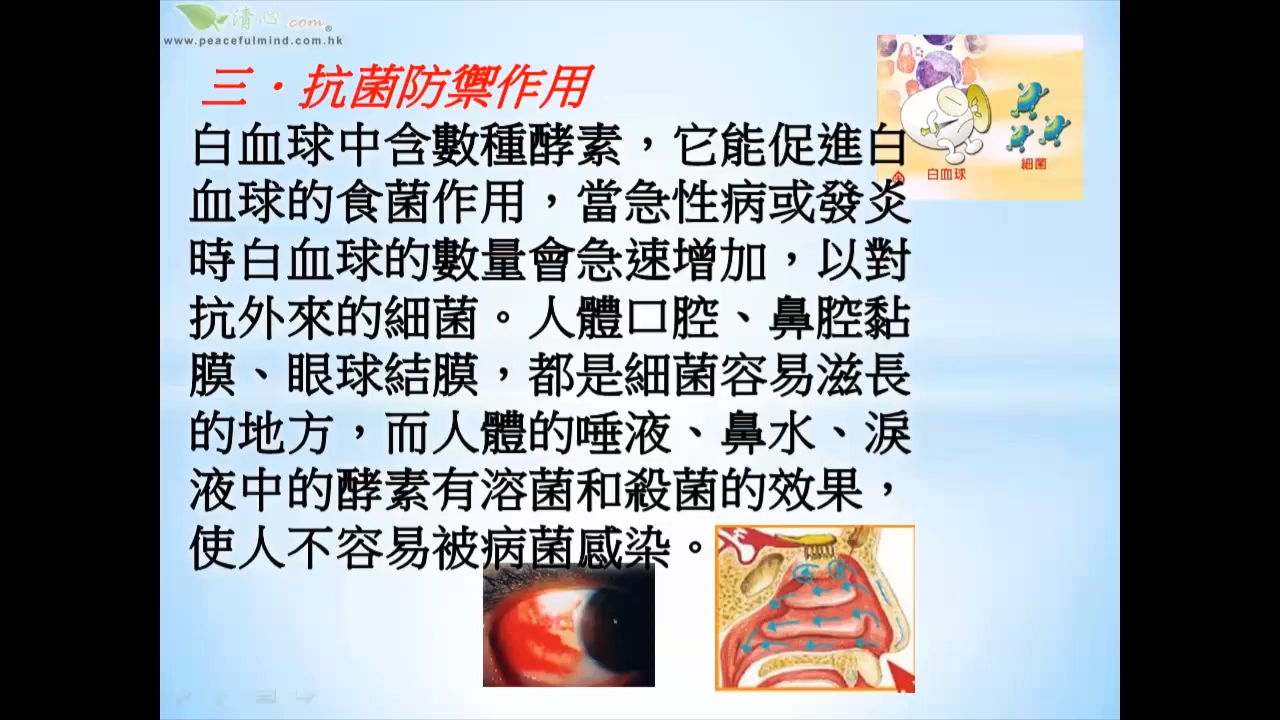 清心.com®
www.peacefulmind.com.hk
三．抗菌防禦作用
白血球中含數種酵素，它能促進白
血球的食菌作用，當急性病或發炎
時白血球的數量會急速增加，以對
抗外來的細菌。人體口腔、鼻腔黏
膜、眼球結膜，都是細菌容易滋長
的地方，而人體的唾液、鼻水、淚
液中的酵素有溶菌和殺菌的效果，
使人不容易被病菌感染。
白血球
細菌